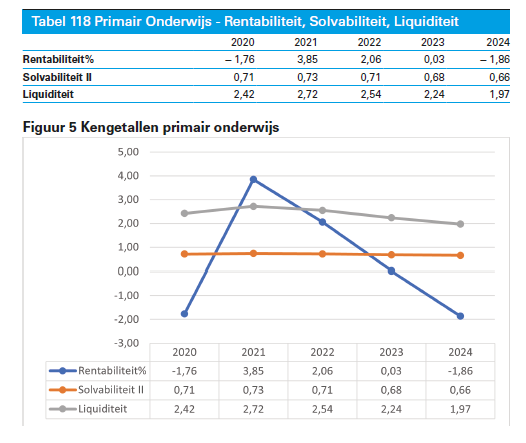 Tabel 118 Primair Onderwijs - Rentabiliteit, Solvabiliteit, Liquiditeit
2020 2021 2022 2023 2024
Rentabiliteit% – 1,76 3,85 2,06 0,03 – 1,86
Solvabiliteit II 0,71 0,73 0,71 0,68 0,66
Liquiditeit 2,42 2,72 2,54 2,24 1,97
Figuur 5 Kengetallen primair onderwijs
5,00
4,00
3,00
2,00
1,00
0,00
-1,00
-2,00
-3,00
2020 2021 2022 2023 2024
Rentabiliteit% -1,76 3,85 2,06 0,03 -1,86
Solvabiliteit II 0,71 0,73 0,71 0,68 0,66
Liquiditeit 2,42 2,72 2,54 2,24 1,97